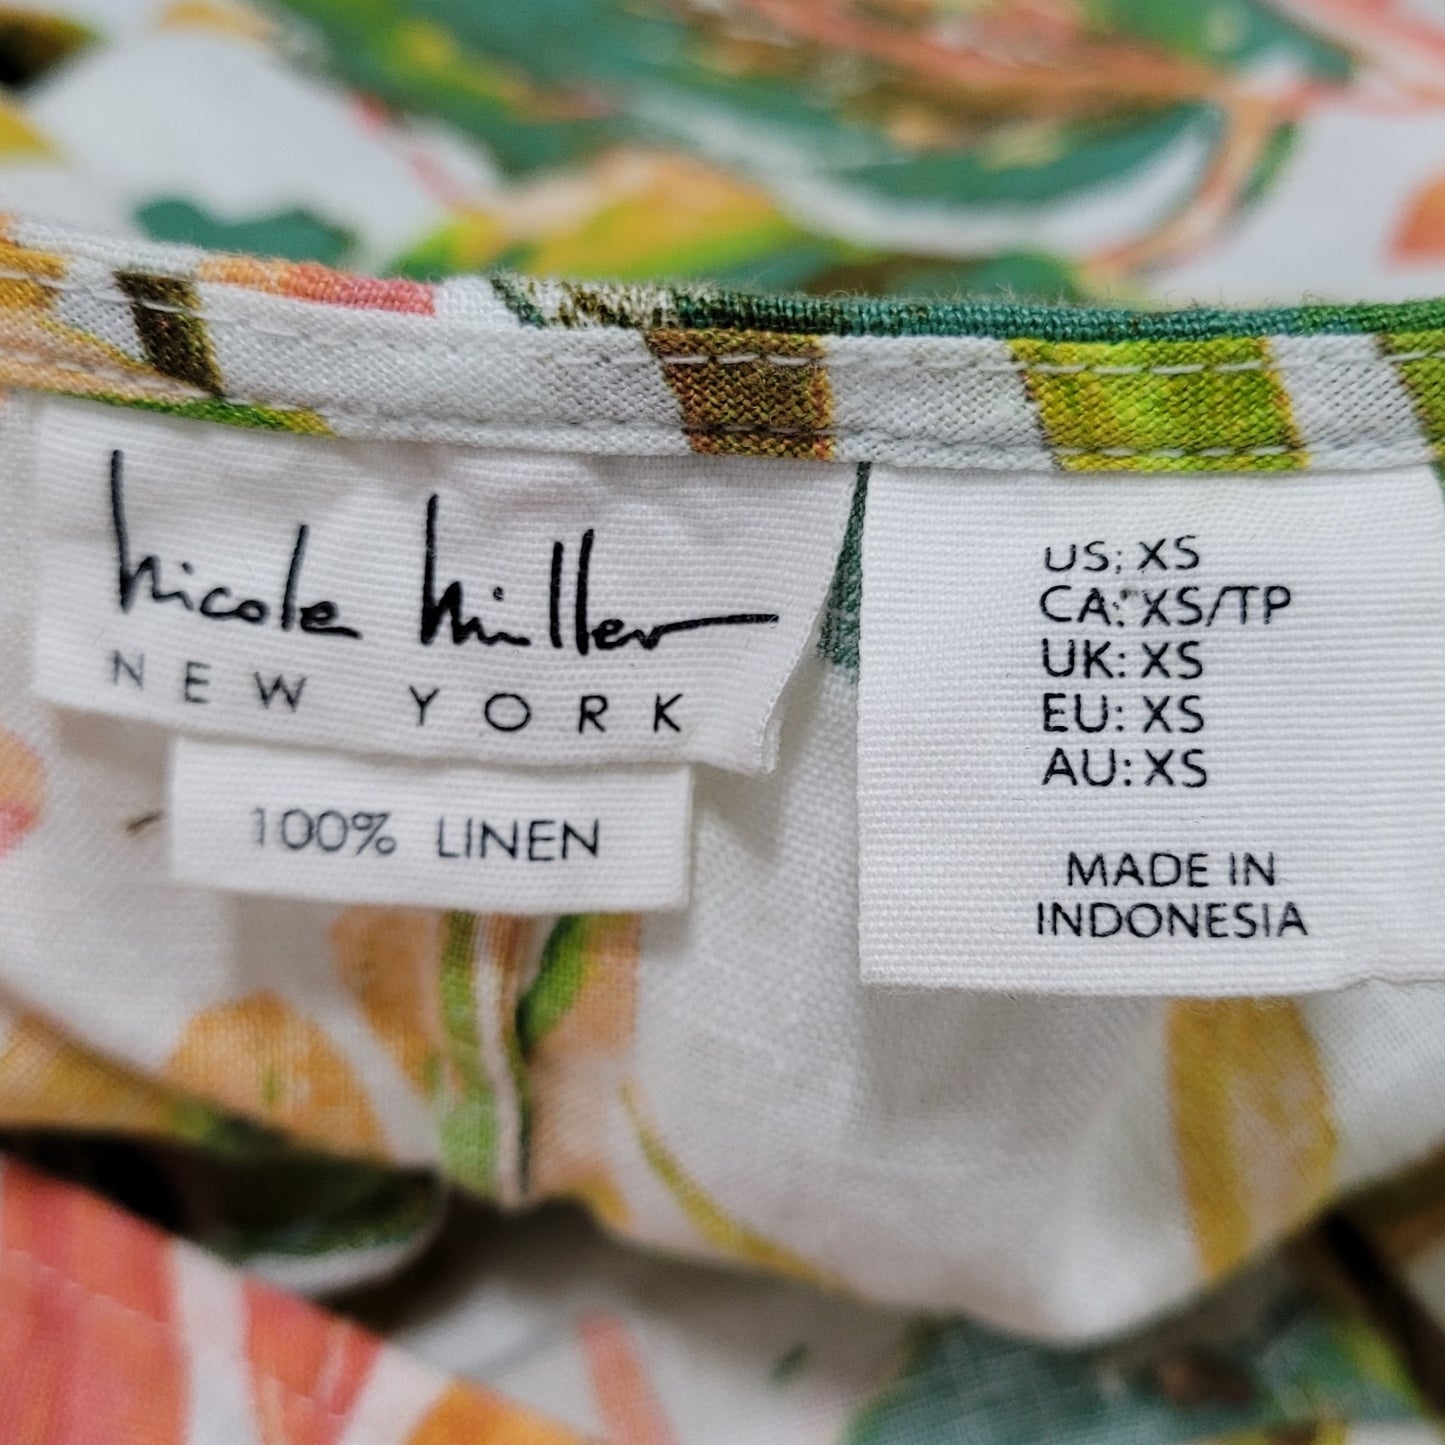 Nicole Miller
NEW YORK
100% LINEN
US: XS
CA: XS/TP
UK: XS
EU: XS
AU: XS
MADE IN
INDONESIA